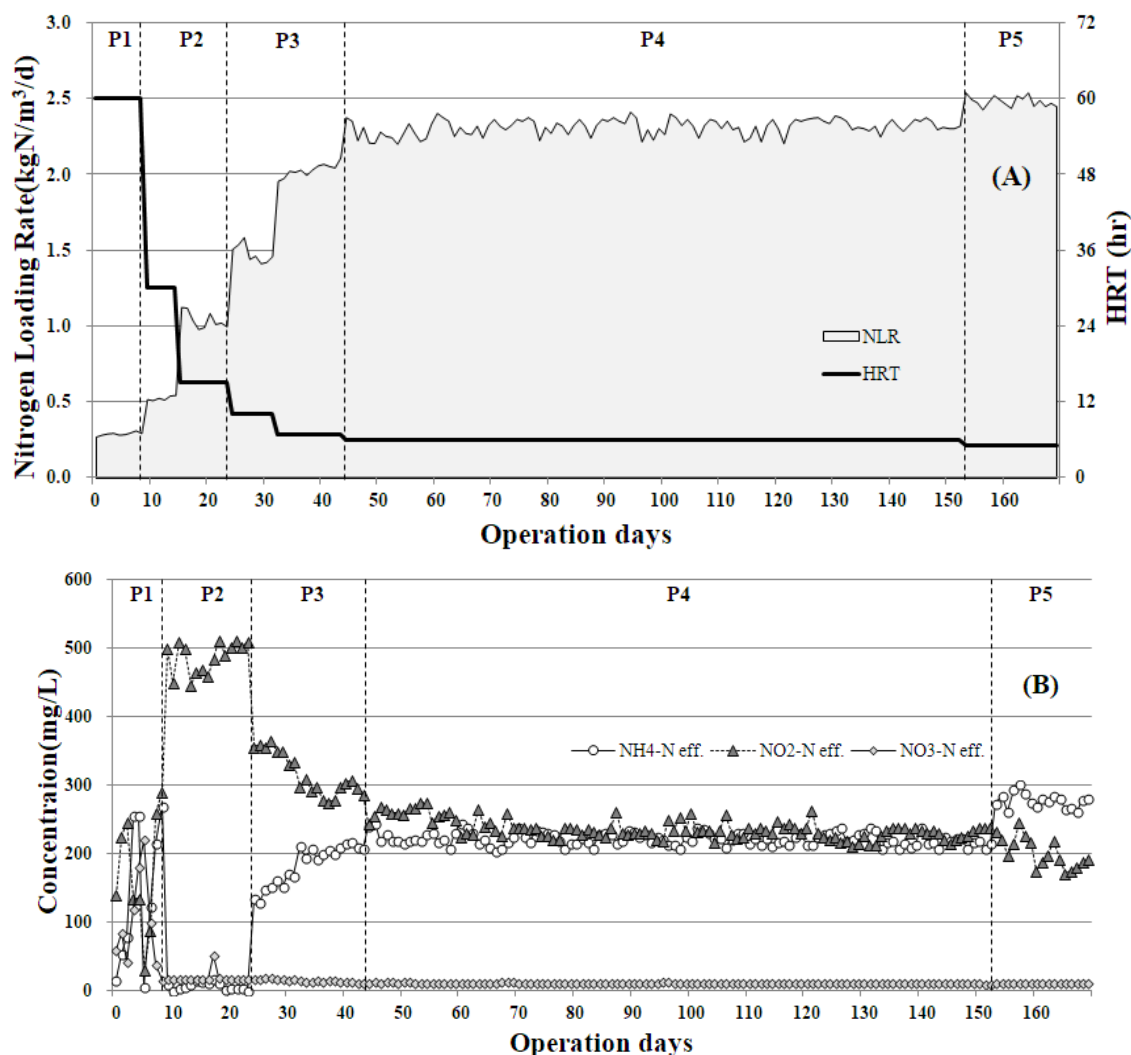 P1 P2 P3 P4 P5
3.0 2.5 2.0 1.5 1.0 0.5 0.0
Nitrogen Loading Rate(kgN/m³/d)
72 60 48 36 24 12 0
HRT (hr)
(A)
NLR
HRT
0 10 20 30 40 50 60 70 80 90 100 110 120 130 140 150 160
Operation days
P1 P2 P3 P4 P5
600 500 400 300 200 100 0
Concentraion(mg/L)
(B)
NH4-N eff. NO2-N eff. NO3-N eff.
0 10 20 30 40 50 60 70 80 90 100 110 120 130 140 150 160
Operation days